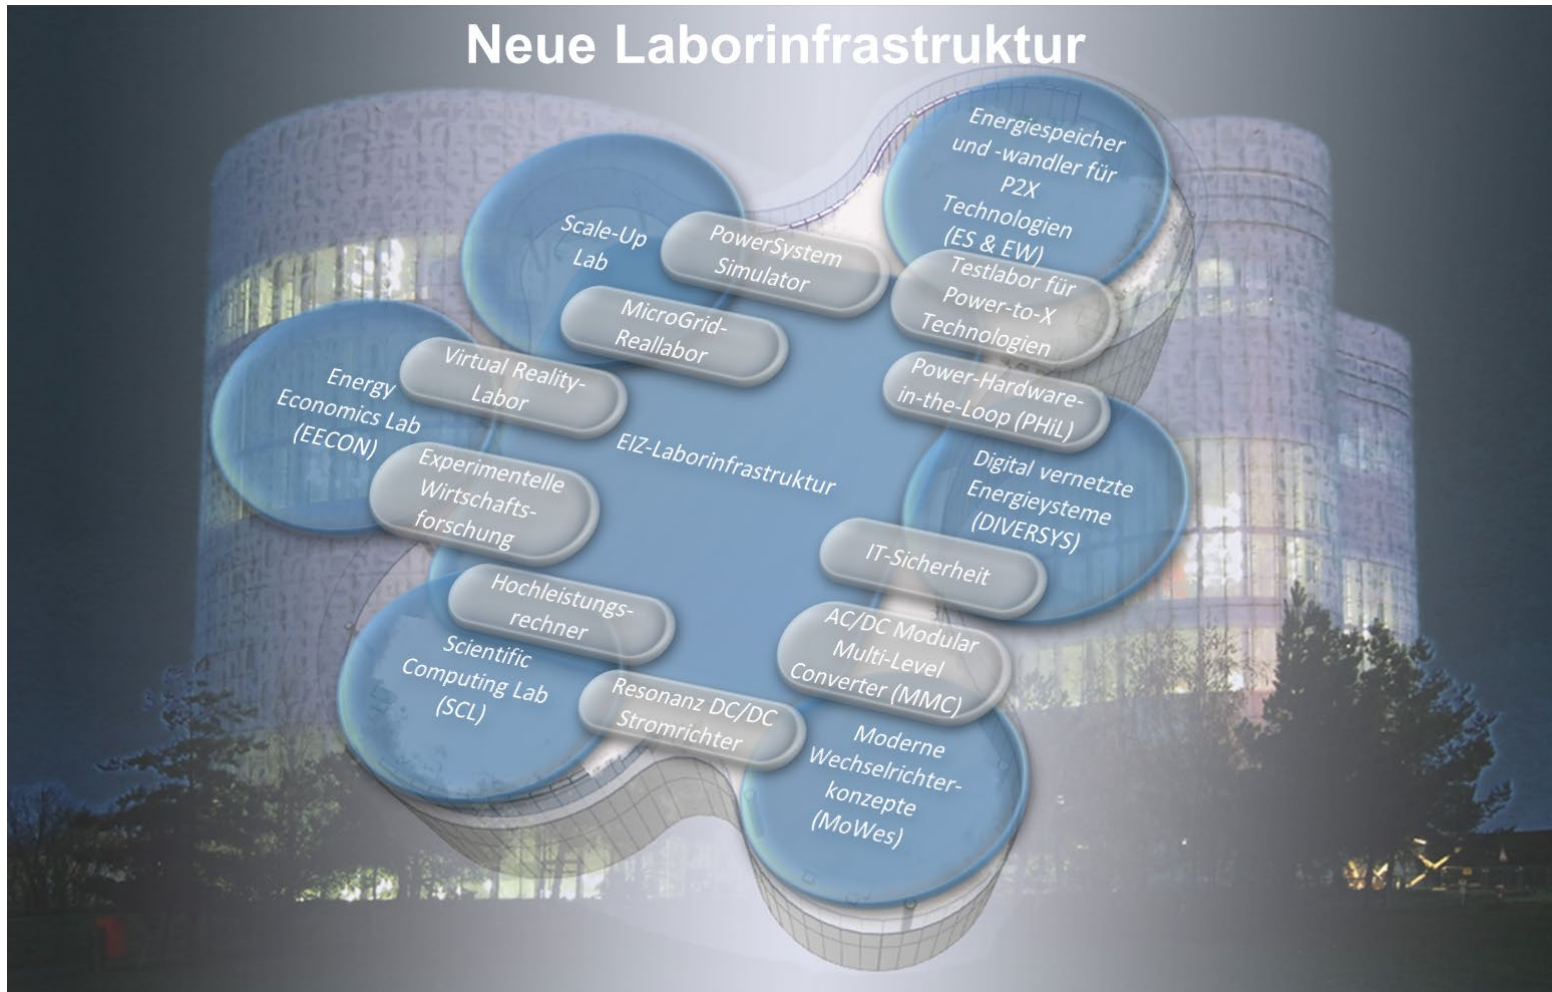 Neue Laborinfrastruktur
Energiespeicher
und -wandler für
P2X
Technologien
(ES & EW)
Scale-Up
Lab
PowerSystem
Simulator
Testlabor für
Power-to-X
Technologien
MicroGrid-
Reallabor
Virtual Reality-
Labor
Power-Hardware-
in-the-Loop (PHiL)
Energy
Economics Lab
(EECON)
EIZ-Laborinfrastruktur
Experimentelle
Wirtschafts-
forschung
Digital vernetzte
Energieysteme
(DIVERSYS)
IT-Sicherheit
Hochleistungs-
rechner
AC/DC Modular
Multi-Level
Converter (MMC)
Scientific
Computing Lab
(SCL)
Resonanz DC/DC
Stromrichter
Moderne
Wechselrichter-
konzepte
(MoWes)